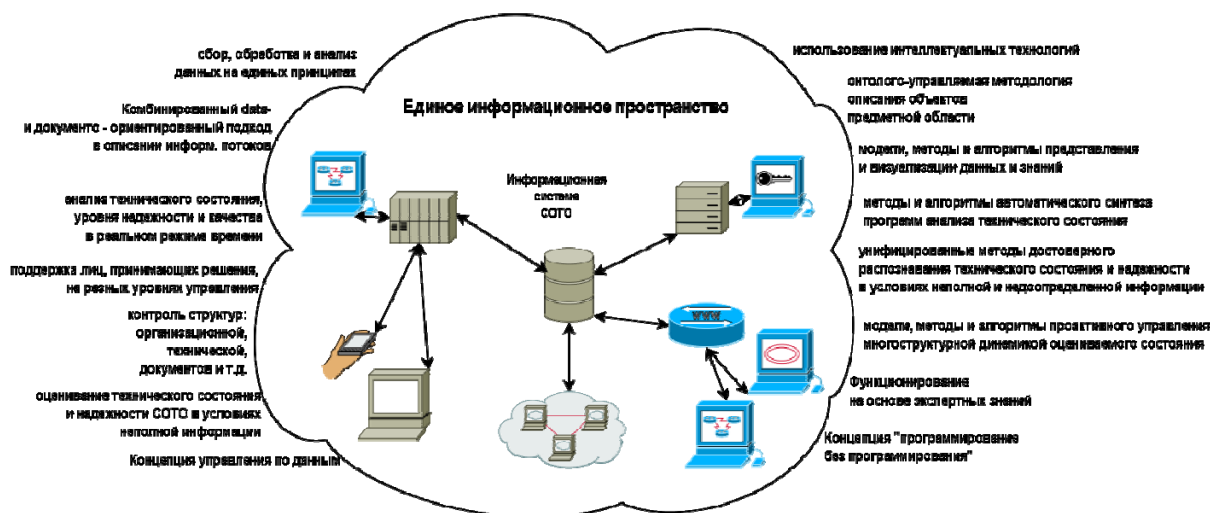 сбор, обработка и анализ
данных на единых принципах
Комбинированный data-
и документо - ориентированный подход
в описании информ. потоков
анализ технического состояния,
уровня надежности и качества
в реальном режиме времени
поддержка лиц, принимающих решения,
на разных уровнях управления
контроль структур:
организационной,
технической,
документов и т.д.
оценивание технического состояния
и надежности СОТО в условиях
неполной информации
Концепция управления по данным
Единое информационное пространство
Информационная
система
СОТО
WWW
использование интеллектуальных технологий
онтолого-управляемая методология
описания объектов
предметной области
модели, методы и алгоритмы представления
и визуализации данных и знаний
методы и алгоритмы автоматического синтеза
программ анализа технического состояния
унифицированные методы достоверного
распознавания технического состояния и надежности
в условиях неполной и недоопределенной информации
модели, методы и алгоритмы проактивного управления
многоструктурной динамикой оцениваемого состояния
Функционирование
на основе экспертных знаний
Концепция "программирование
без программирования"